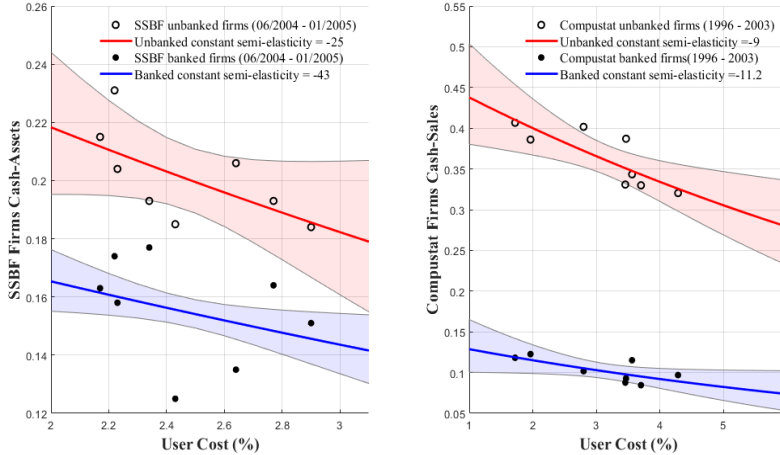 SSBF unbanked firms (06/2004 - 01/2005)
Unbanked constant semi-elasticity = -25
SSBF banked firms (06/2004 - 01/2005)
Banked constant semi-elasticity = -43
0.26
0.24
0.22
0.2
0.18
0.16
0.14
0.12
SSBF Firms Cash-Assets
2
2.2
2.4
2.6
2.8
3
User Cost (%)
Compustat unbanked firms (1996 - 2003)
Unbanked constant semi-elasticity =-9
Compustat banked firms(1996 - 2003)
Banked constant semi-elasticity =-11.2
0.5
0.45
0.4
0.35
0.3
0.25
0.2
0.15
0.1
0.05
Compustat Firms Cash-Sales
1
2
3
4
5
User Cost (%)